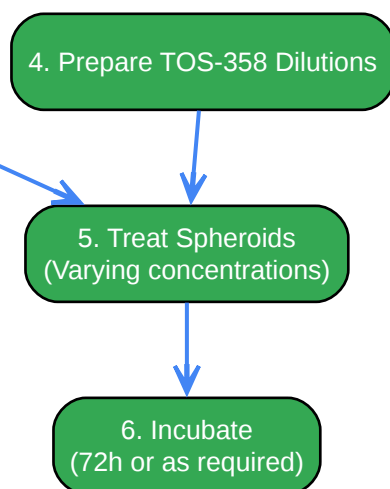 4. Prepare TOS-358 Dilutions
5. Treat Spheroids
(Varying concentrations)
6. Incubate
(72h or as required)